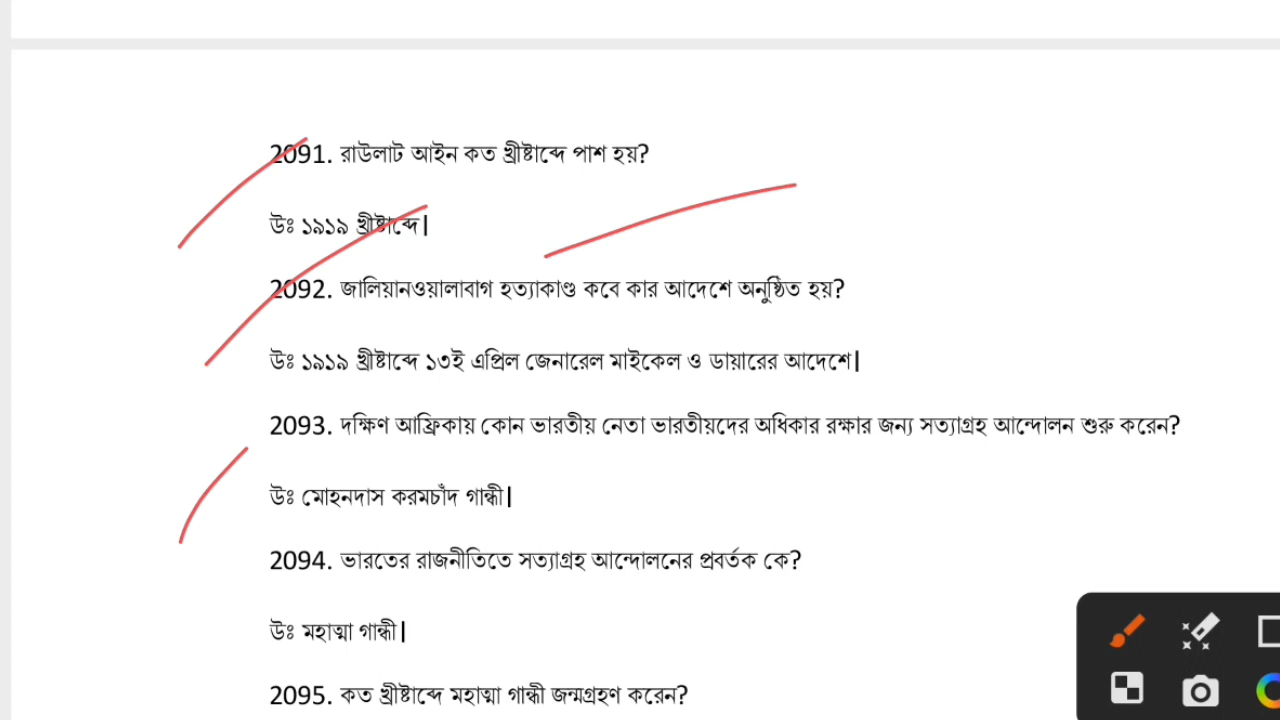 2091. রাউলাট আইন কত খ্রীষ্টাব্দে পাশ হয়?
উঃ ১৯১৯ খ্রীষ্টাব্দে|
2092. জালিয়ানওয়ালাবাগ হত্যাকাণ্ড কবে কার আদেশে অনুষ্ঠিত হয়?
উঃ ১৯১৯ খ্রীষ্টাব্দে ১৩ই এপ্রিল জেনারেল মাইকেল ও ডায়ারের আদেশে|
2093. দক্ষিণ আফ্রিকায় কোন ভারতীয় নেতা ভারতীয়দের অধিকার রক্ষার জন্য সত্যাগ্রহ আন্দোলন শুরু করেন?
উঃ মোহনদাস করমচাঁদ গান্ধী|
2094. ভারতের রাজনীতিতে সত্যাগ্রহ আন্দোলনের প্রবর্তক কে?
উঃ মহাত্মা গান্ধী|
2095. কত খ্রীষ্টাব্দে মহাত্মা গান্ধী জন্মগ্রহণ করেন?